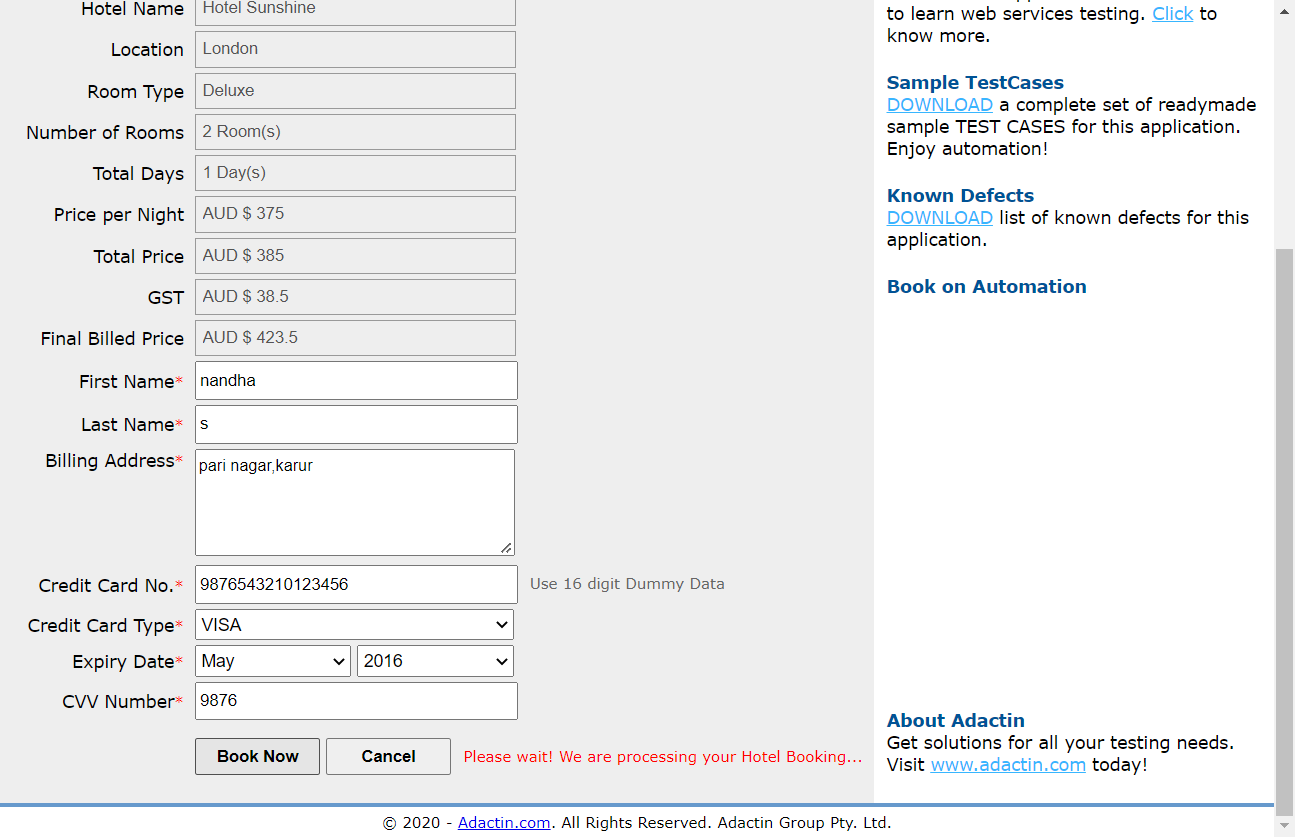 Hotel Name Hotel Sunshine
Location London
Room Type Deluxe
Number of Rooms 2 Room(s)
Total Days 1 Day(s)
Price per Night AUD $ 375
Total Price AUD $ 385
GST AUD $ 38.5
Final Billed Price AUD $ 423.5
First Name* nandha
Last Name* s
Billing Address* pari nagar,karur
Credit Card No.* 9876543210123456 Use 16 digit Dummy Data
Credit Card Type* VISA
Expiry Date* May 2016
CVV Number* 9876
Book Now Cancel Please wait! We are processing your Hotel Booking...
to learn web services testing. Click to
know more.
Sample TestCases
DOWNLOAD a complete set of readymade
sample TEST CASES for this application.
Enjoy automation!
Known Defects
DOWNLOAD list of known defects for this
application.
Book on Automation
About Adactin
Get solutions for all your testing needs.
Visit www.adactin.com today!
© 2020 - Adactin.com. All Rights Reserved. Adactin Group Pty. Ltd.